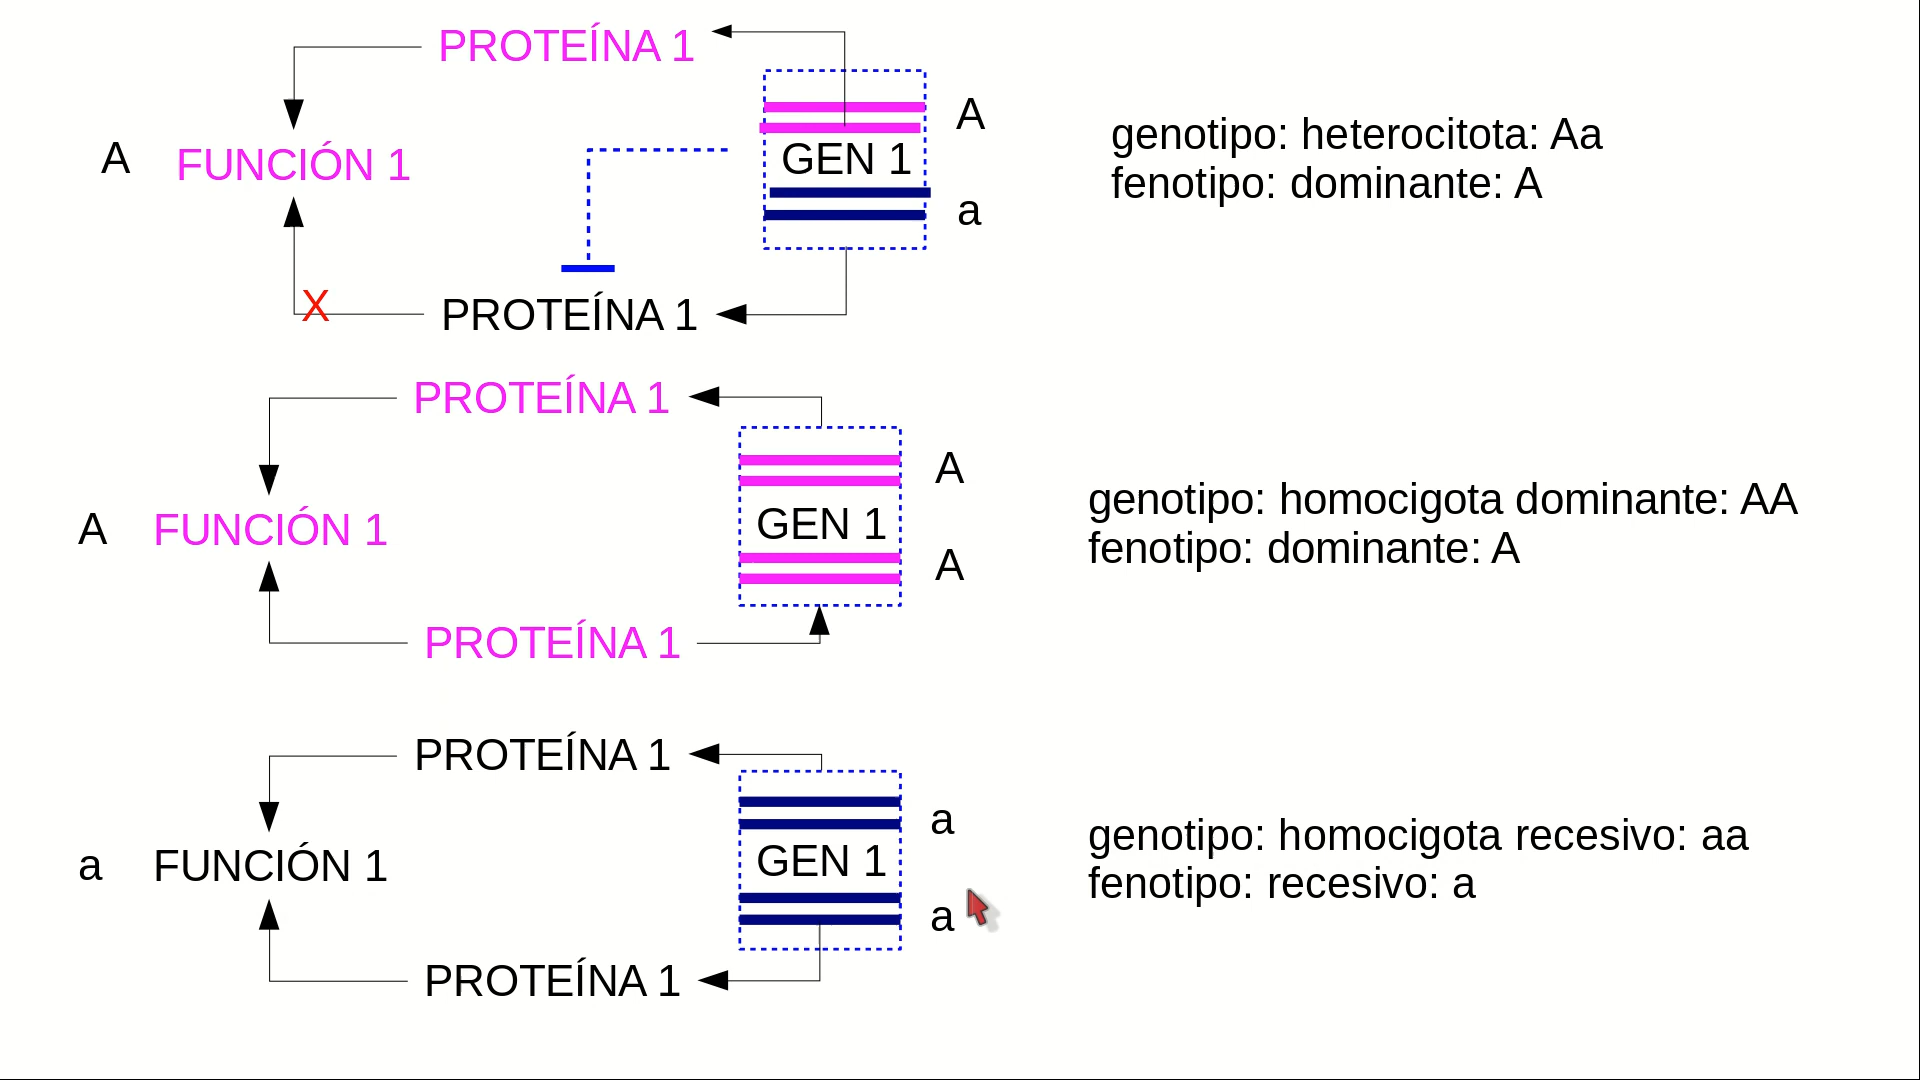 PROTEÍNA 1
A
A FUNCIÓN 1
GEN 1
a
genotipo: heterocitota: Aa
fenotipo: dominante: A
X
PROTEÍNA 1
PROTEÍNA 1
A
A FUNCIÓN 1
GEN 1
A
genotipo: homocigota dominante: AA
fenotipo: dominante: A
PROTEÍNA 1
PROTEÍNA 1
a
a FUNCIÓN 1
GEN 1
a
genotipo: homocigota recesivo: aa
fenotipo: recesivo: a
PROTEÍNA 1